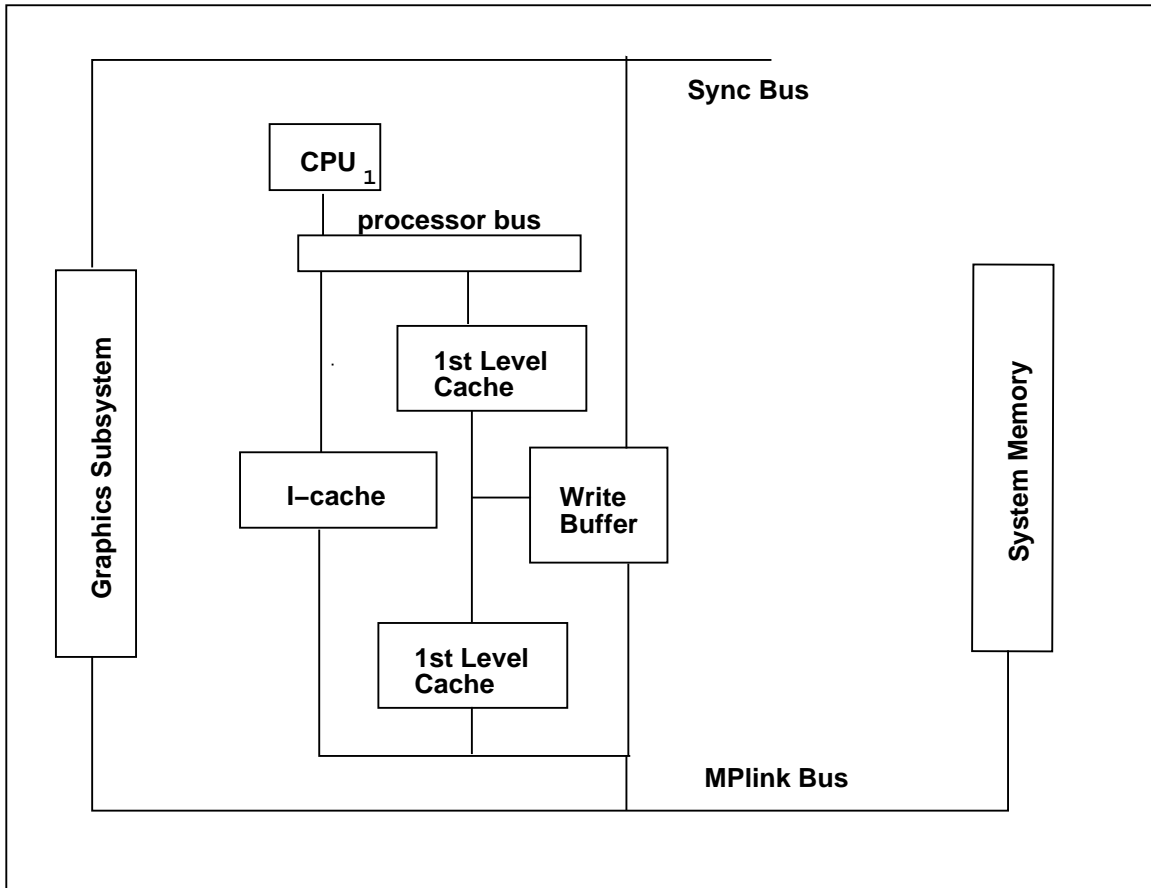 Sync Bus
CPU 1
processor bus
1st Level
Cache
Graphics Subsystem
System Memory
I−cache
Write
Buffer
1st Level
Cache
MPlink Bus